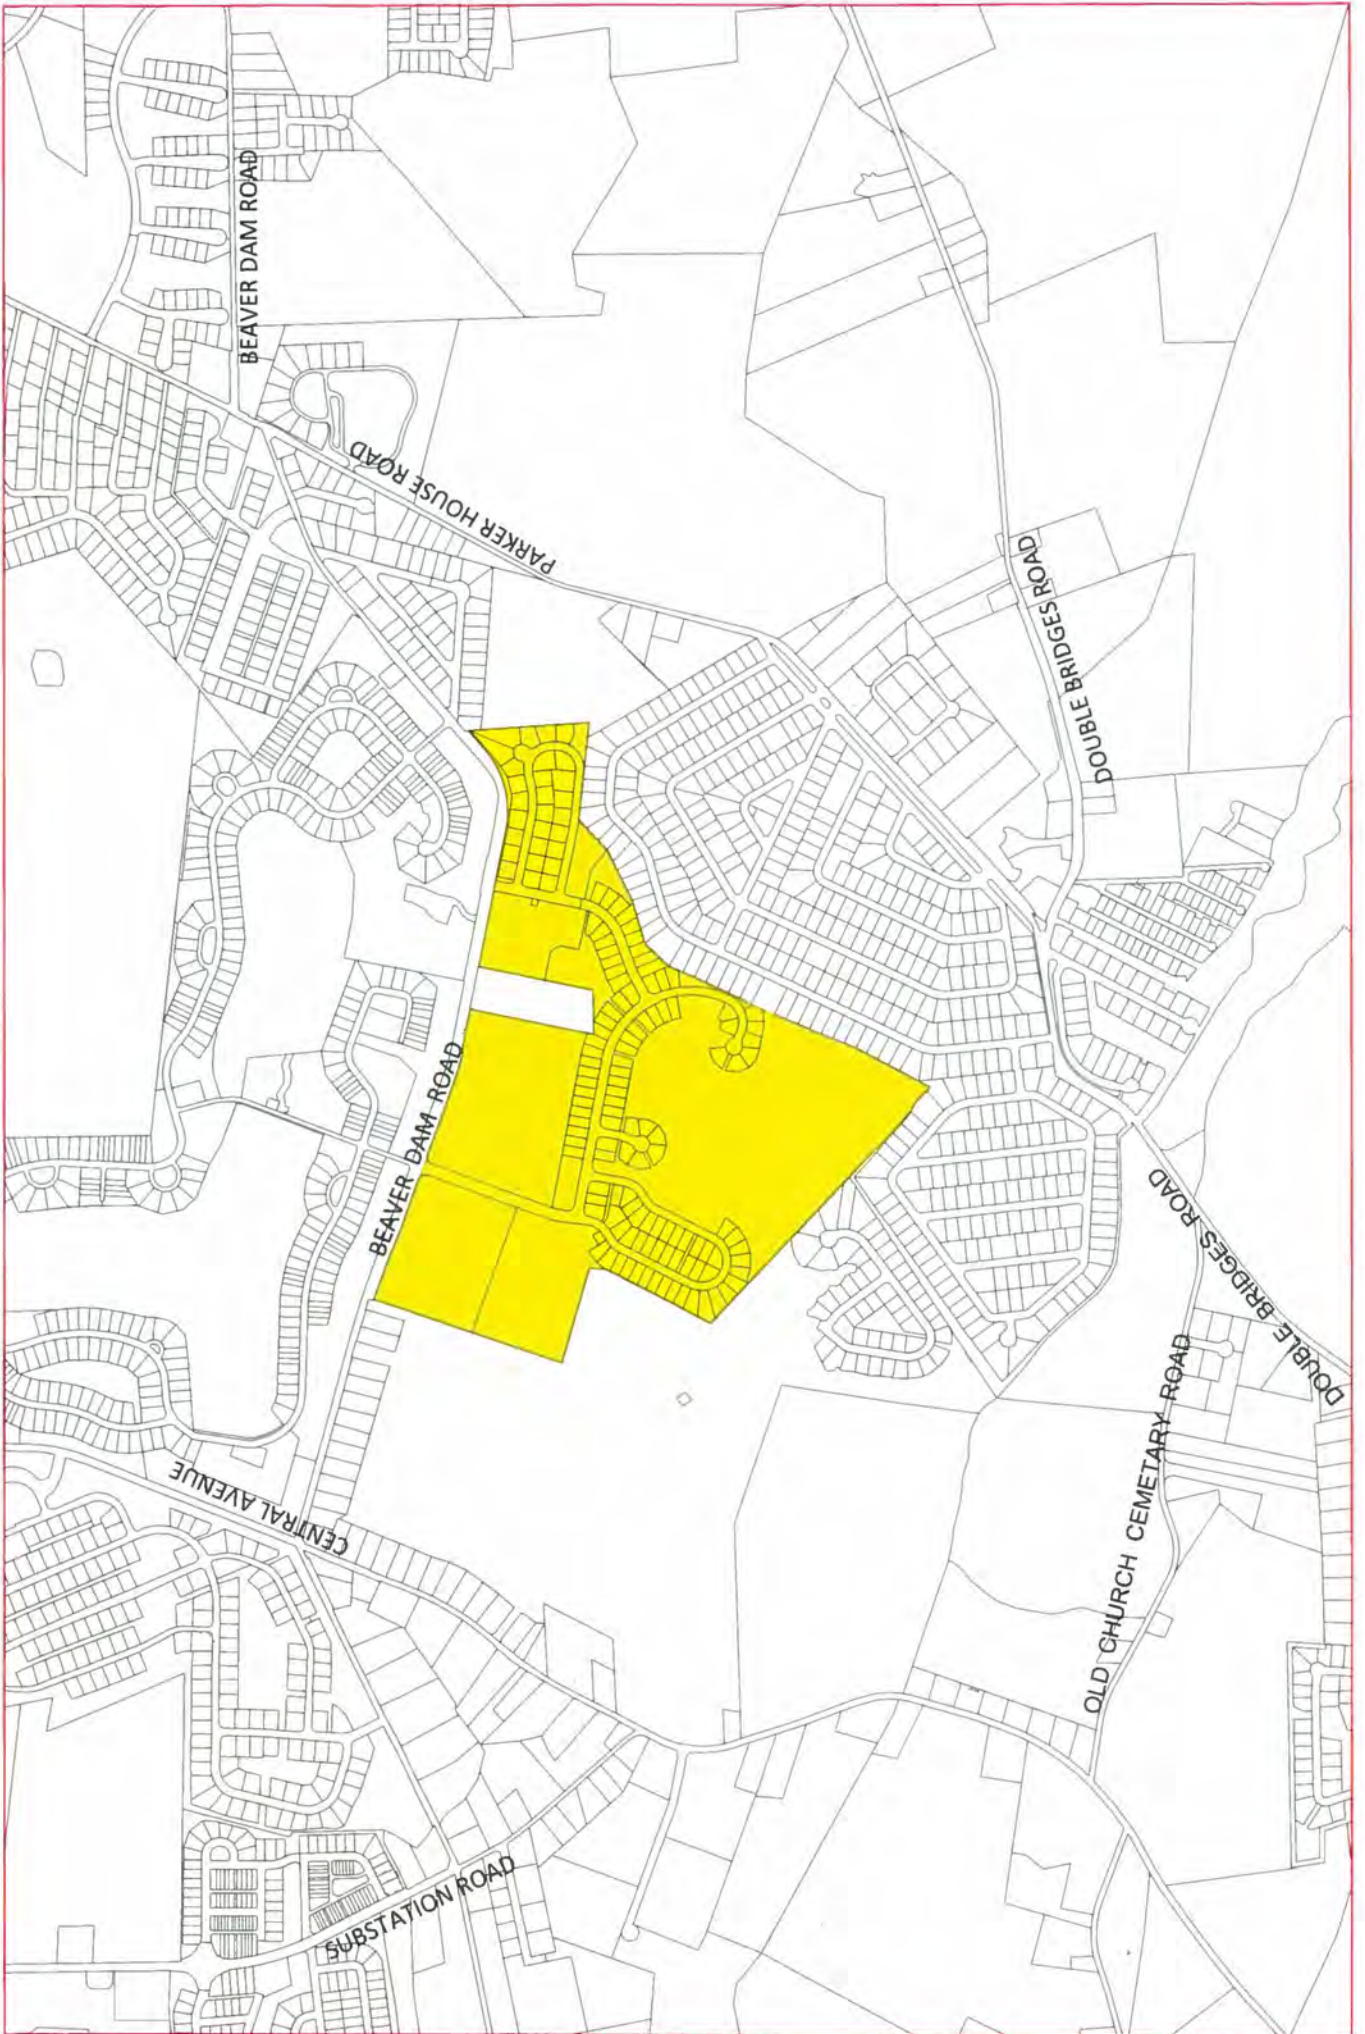 BEAVER DAM ROAD
PARKER HOUSE ROAD
DOUBLE BRIDGES ROAD
BEAVER DAM ROAD
DOUBLE BRIDGES ROAD
OLD CHURCH CEMETARY ROAD
CENTRAL AVENUE
SUBSTATION ROAD